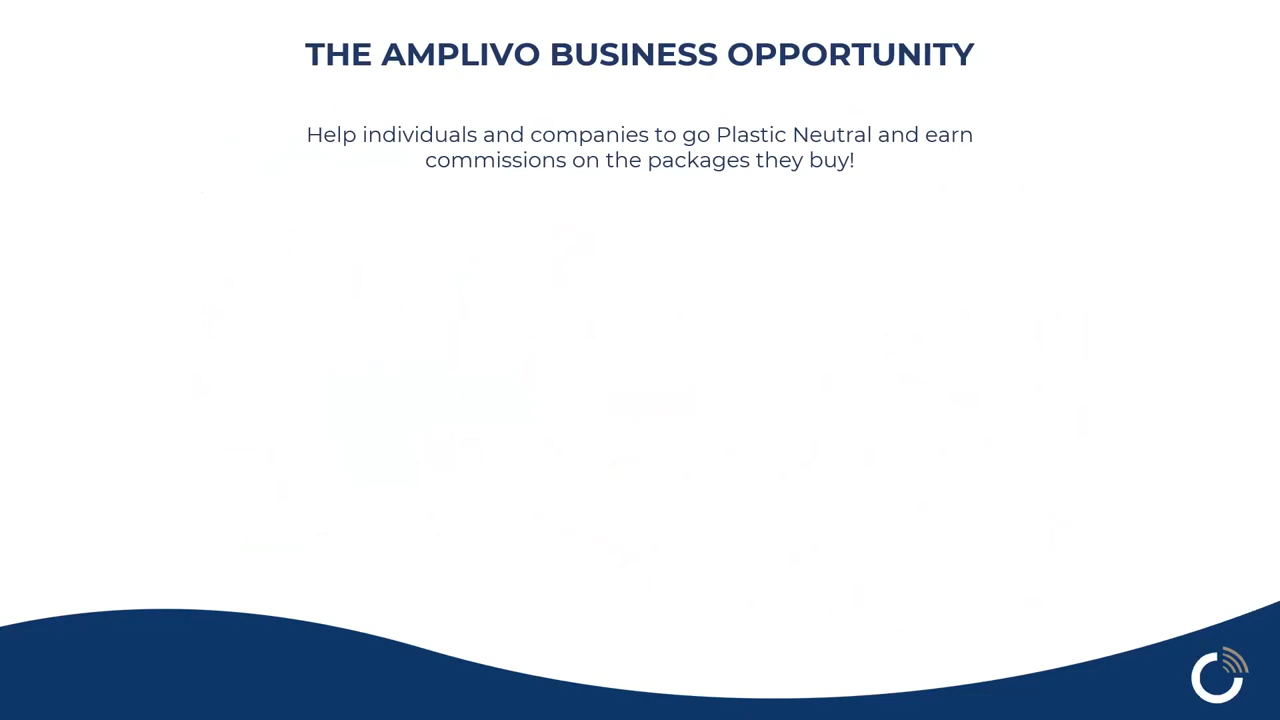 THE AMPLIVO BUSINESS OPPORTUNITY
Help individuals and companies to go Plastic Neutral and earn
commissions on the packages they buy!